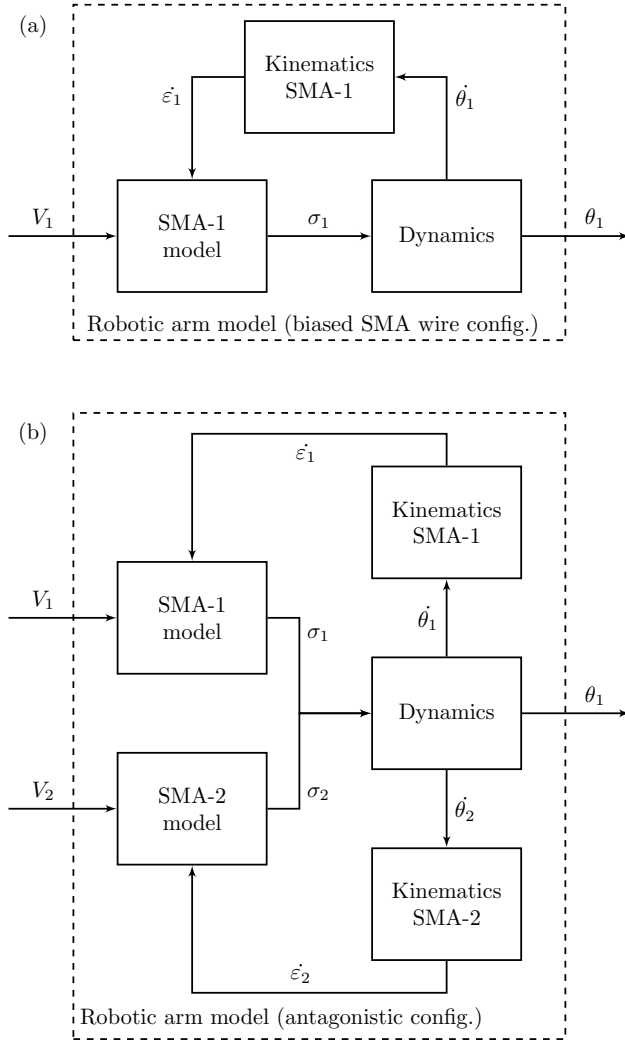 (a)
Kinematics
SMA-1
ε̇₁
θ̇₁
V₁
SMA-1
model
σ₁
Dynamics
θ₁
Robotic arm model (biased SMA wire config.)
(b)
ε̇₁
Kinematics
SMA-1
V₁
SMA-1
model
σ₁
θ̇₁
Dynamics
θ₁
V₂
SMA-2
model
σ₂
θ̇₂
Kinematics
SMA-2
ε̇₂
Robotic arm model (antagonistic config.)